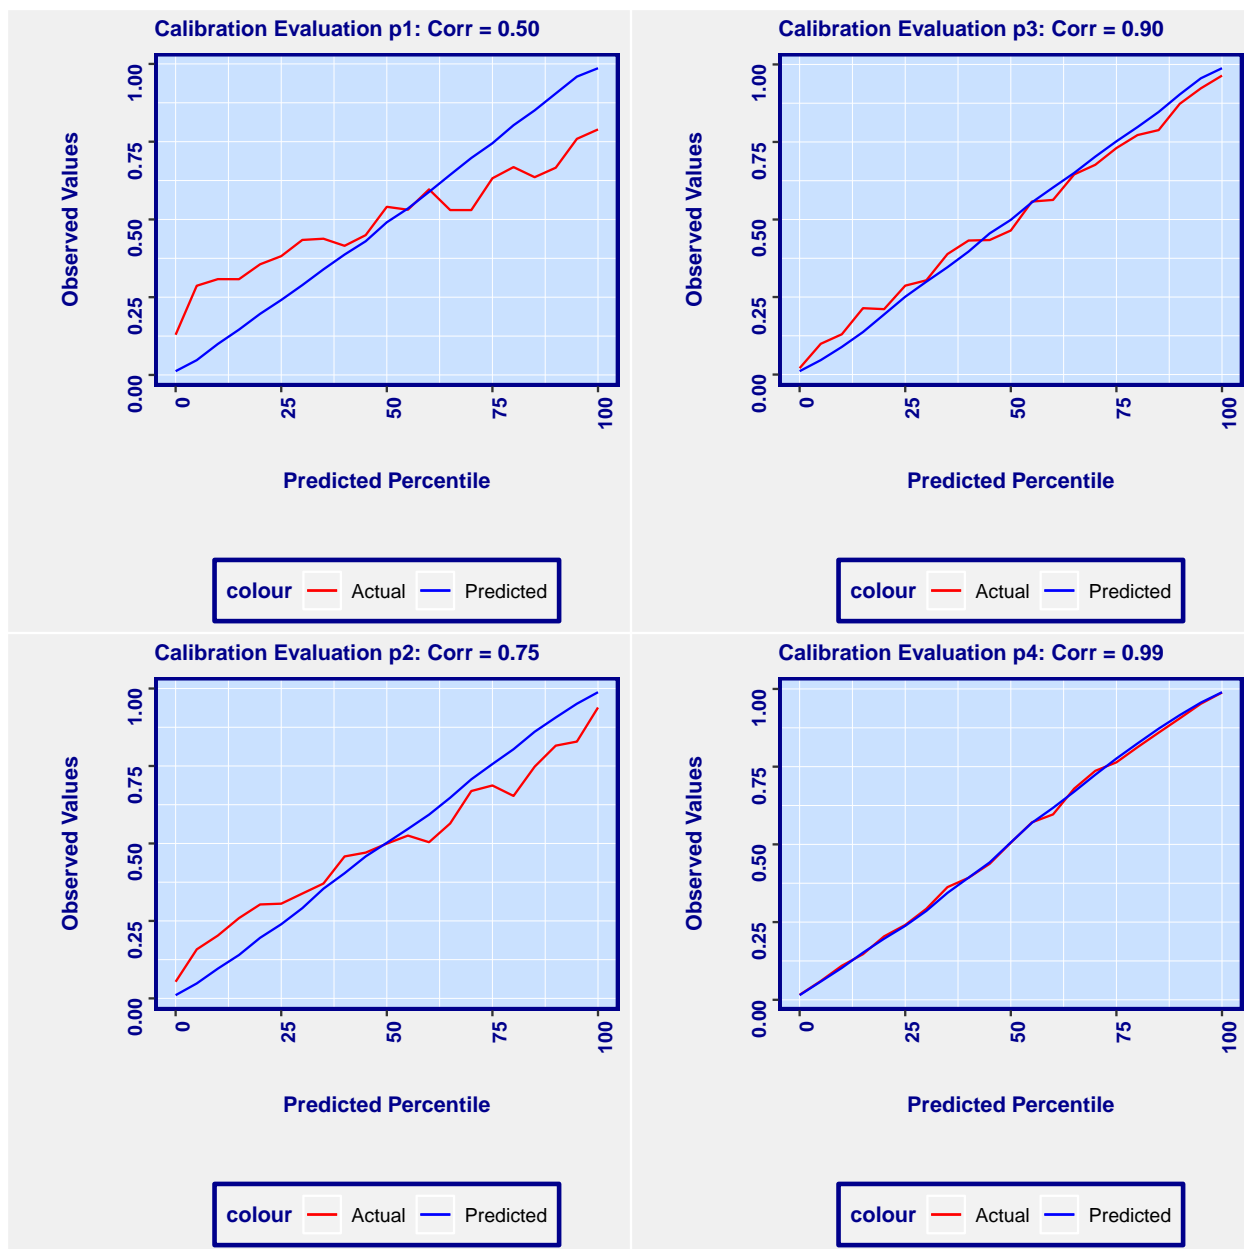 Calibration Evaluation p1: Corr = 0.50
Observed Values
1.00
0.75
0.50
0.25
0.00
0 25 50 75 100
Predicted Percentile
colour Actual Predicted
Calibration Evaluation p3: Corr = 0.90
Observed Values
1.00
0.75
0.50
0.25
0.00
0 25 50 75 100
Predicted Percentile
colour Actual Predicted
Calibration Evaluation p2: Corr = 0.75
Observed Values
1.00
0.75
0.50
0.25
0.00
0 25 50 75 100
Predicted Percentile
colour Actual Predicted
Calibration Evaluation p4: Corr = 0.99
Observed Values
1.00
0.75
0.50
0.25
0.00
0 25 50 75 100
Predicted Percentile
colour Actual Predicted